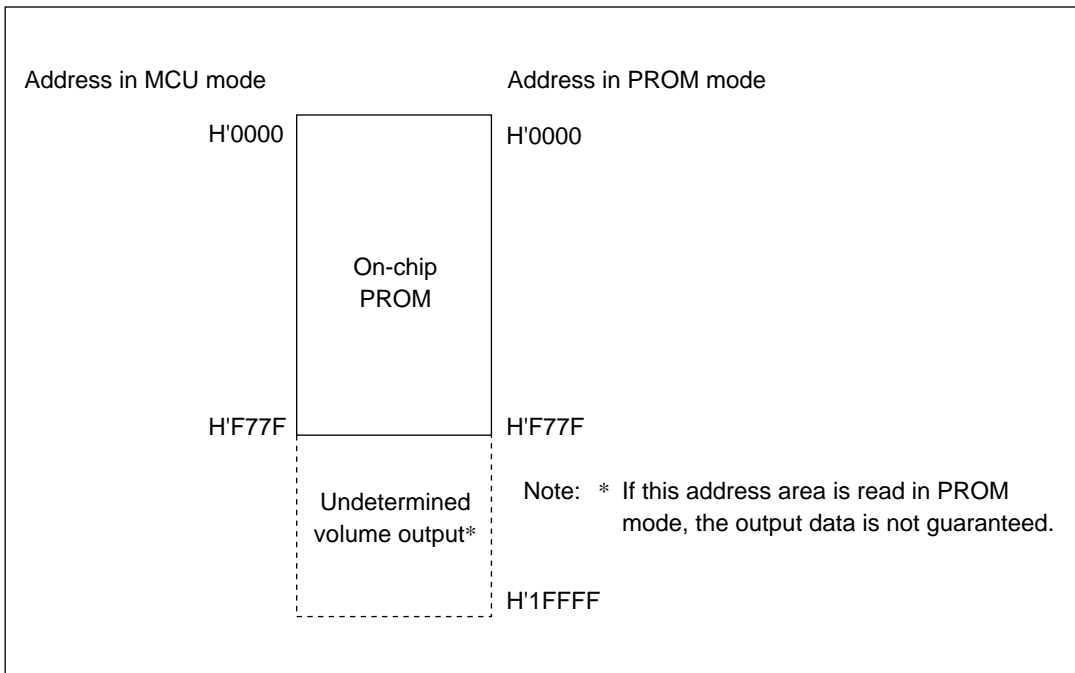 Address in MCU mode
Address in PROM mode
H'0000
H'0000
On-chip
PROM
H'F77F
H'F77F
Undetermined
volume output*
Note: * If this address area is read in PROM
mode, the output data is not guaranteed.
H'1FFFF